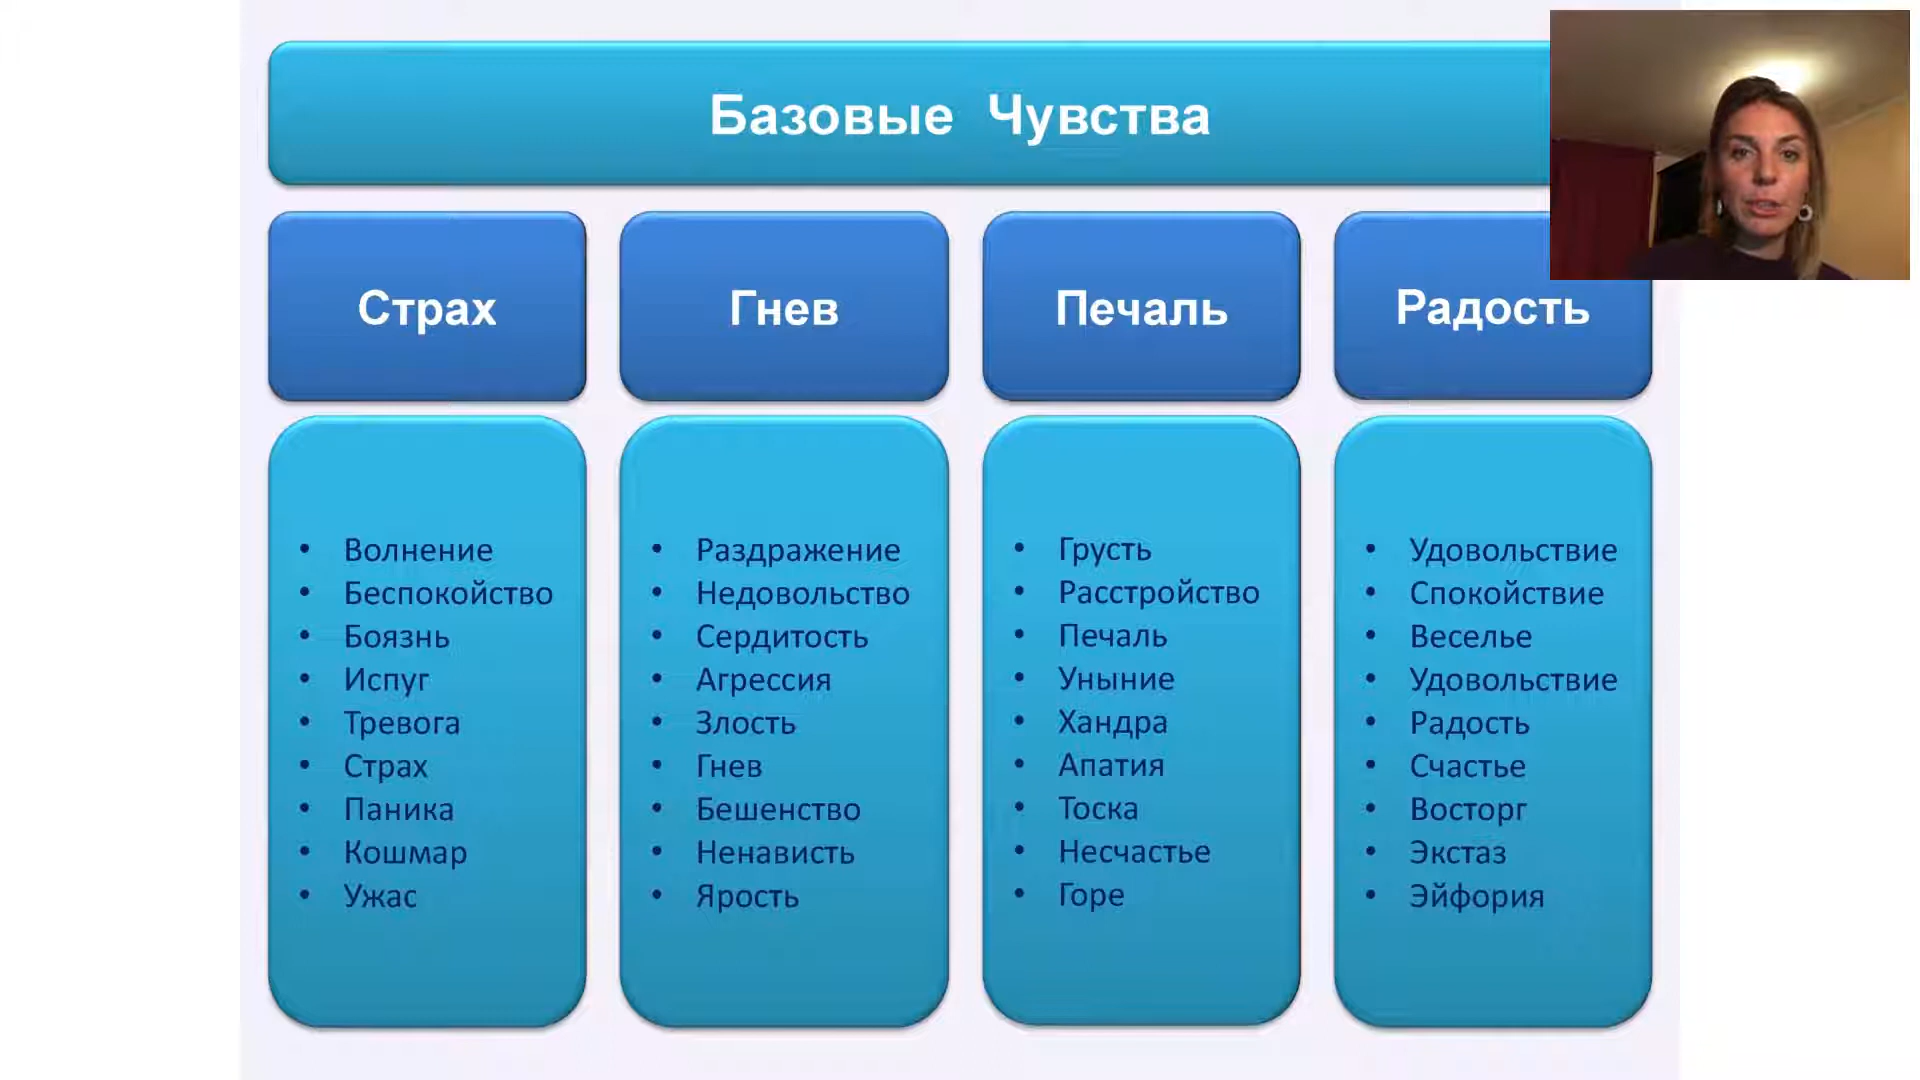 Базовые Чувства
Страх
Гнев
Печаль
Радость
• Волнение
• Беспокойство
• Боязнь
• Испуг
• Тревога
• Страх
• Паника
• Кошмар
• Ужас
• Раздражение
• Недовольство
• Сердитость
• Агрессия
• Злость
• Гнев
• Бешенство
• Ненависть
• Ярость
• Грусть
• Расстройство
• Печаль
• Уныние
• Хандра
• Апатия
• Тоска
• Несчастье
• Горе
• Удовольствие
• Спокойствие
• Веселье
• Удовольствие
• Радость
• Счастье
• Восторг
• Экстаз
• Эйфория